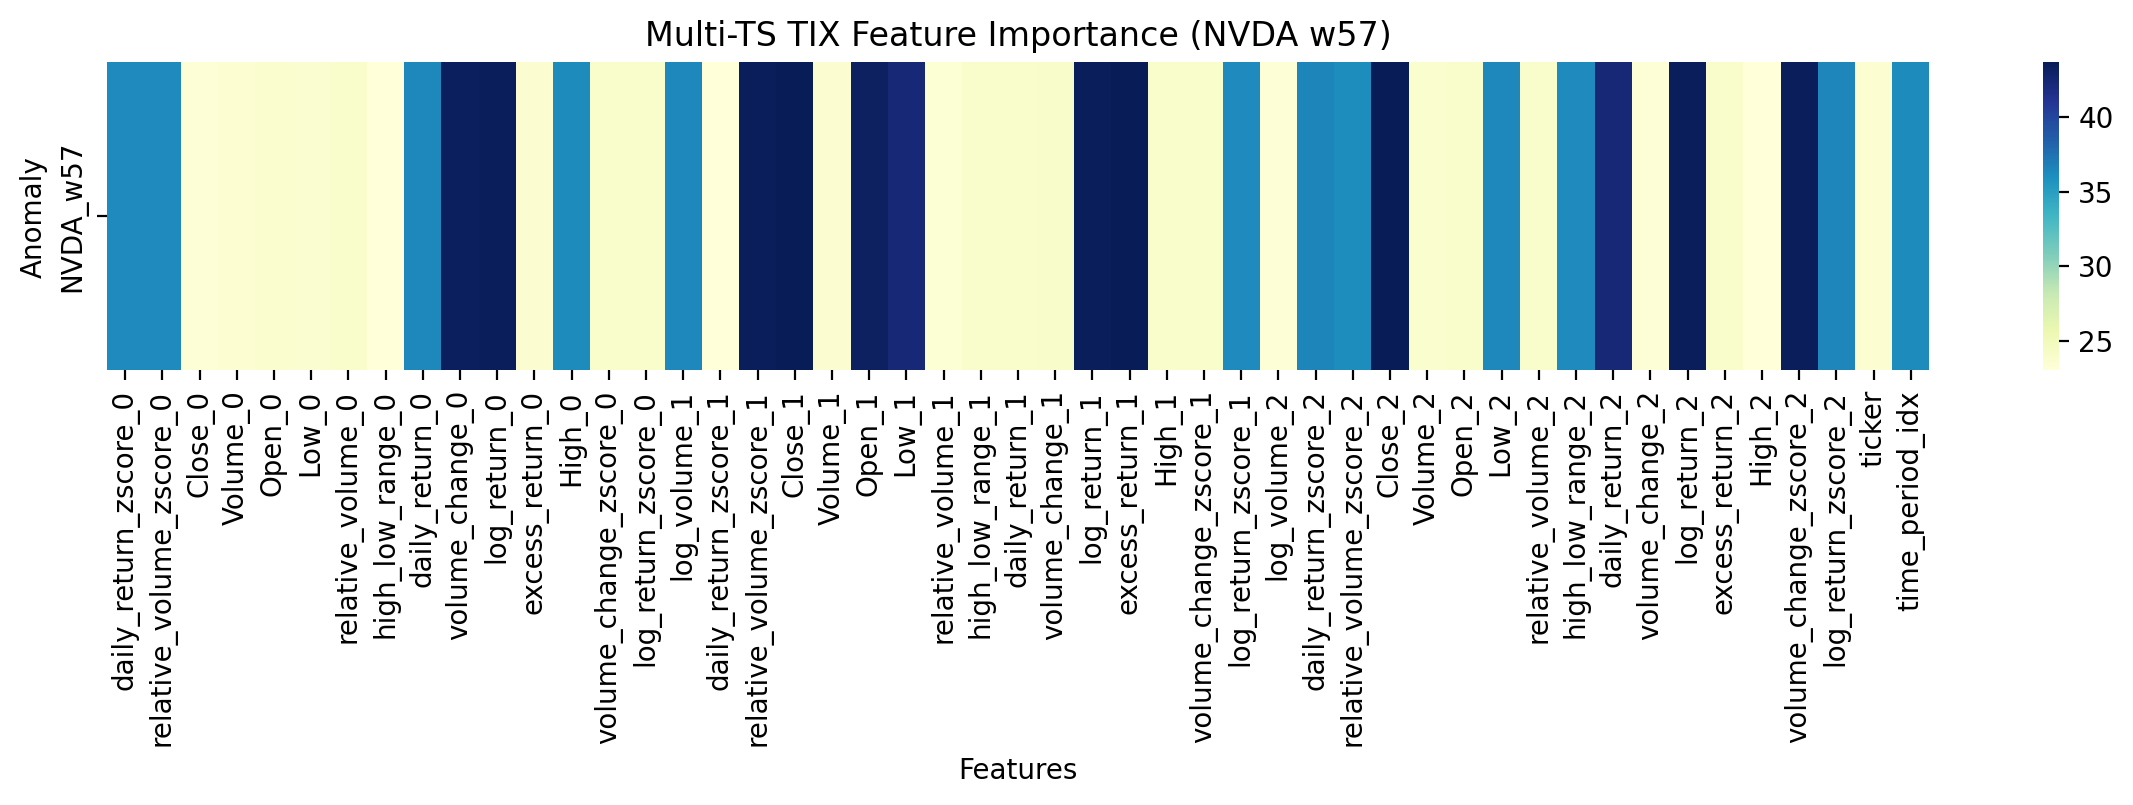 Multi-TS TIX Feature Importance (NVDA w57)
Anomaly
NVDA_w57
40
35
30
25
daily_return_zscore_0
relative_volume_zscore_0
Close_0
Volume_0
Open_0
Low_0
relative_volume_0
high_low_range_0
daily_return_0
volume_change_0
log_return_0
excess_return_0
High_0
volume_change_zscore_0
log_return_zscore_0
log_volume_1
daily_return_zscore_1
relative_volume_zscore_1
Close_1
Volume_1
Open_1
Low_1
relative_volume_1
high_low_range_1
daily_return_1
volume_change_1
log_return_1
excess_return_1
High_1
volume_change_zscore_1
log_return_zscore_1
log_volume_2
daily_return_zscore_2
relative_volume_zscore_2
Close_2
Volume_2
Open_2
Low_2
relative_volume_2
high_low_range_2
daily_return_2
volume_change_2
log_return_2
excess_return_2
High_2
volume_change_zscore_2
log_return_zscore_2
ticker
time_period_idx
Features